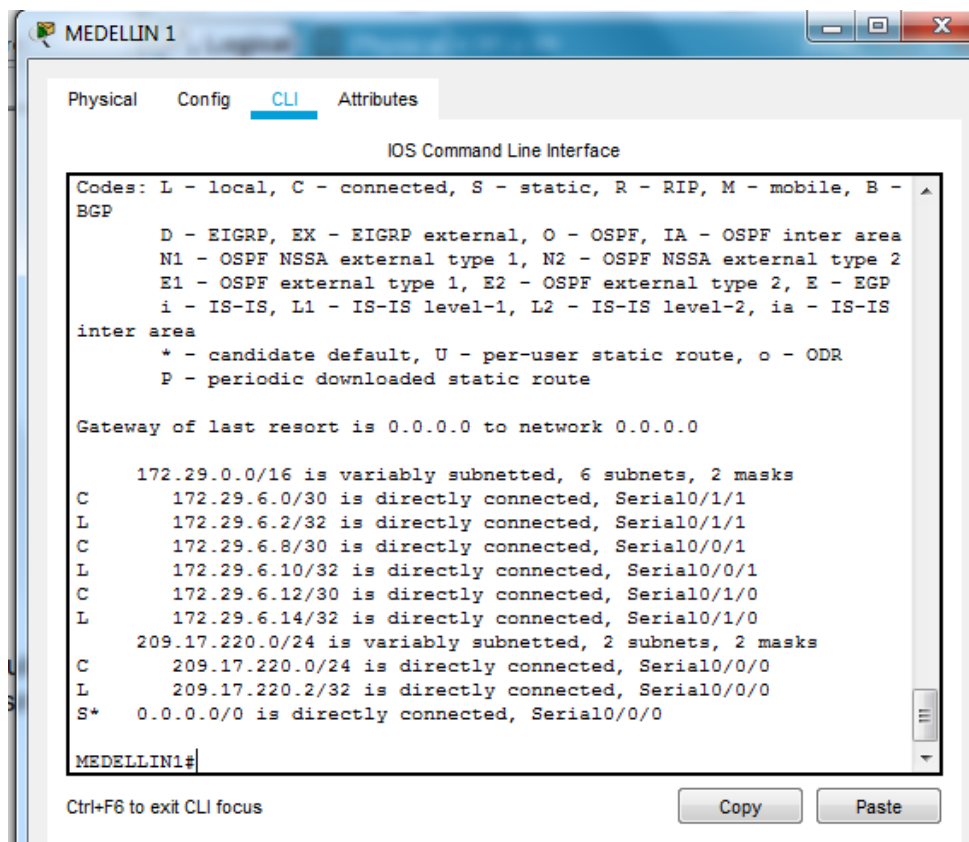 MEDELLIN 1
Physical Config CLI Attributes
IOS Command Line Interface
Codes: L - local, C - connected, S - static, R - RIP, M - mobile, B -
BGP
D - EIGRP, EX - EIGRP external, O - OSPF, IA - OSPF inter area
N1 - OSPF NSSA external type 1, N2 - OSPF NSSA external type 2
E1 - OSPF external type 1, E2 - OSPF external type 2, E - EGP
i - IS-IS, L1 - IS-IS level-1, L2 - IS-IS level-2, ia - IS-IS
inter area
* - candidate default, U - per-user static route, o - ODR
P - periodic downloaded static route
Gateway of last resort is 0.0.0.0 to network 0.0.0.0
172.29.0.0/16 is variably subnetted, 6 subnets, 2 masks
C 172.29.6.0/30 is directly connected, Serial0/1/1
L 172.29.6.2/32 is directly connected, Serial0/1/1
C 172.29.6.8/30 is directly connected, Serial0/0/1
L 172.29.6.10/32 is directly connected, Serial0/0/1
C 172.29.6.12/30 is directly connected, Serial0/1/0
L 172.29.6.14/32 is directly connected, Serial0/1/0
209.17.220.0/24 is variably subnetted, 2 subnets, 2 masks
C 209.17.220.0/24 is directly connected, Serial0/0/0
L 209.17.220.2/32 is directly connected, Serial0/0/0
S* 0.0.0.0/0 is directly connected, Serial0/0/0
MEDELLIN1#
Ctrl+F6 to exit CLI focus
Copy Paste